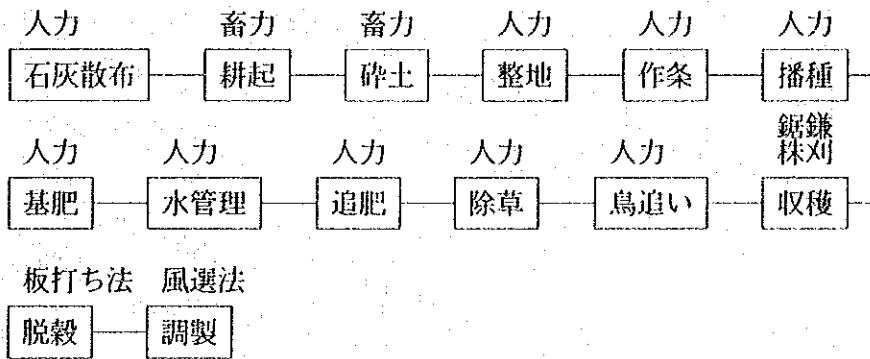 人力 畜力 畜力 人力 人力 人力
石灰散布 耕起 砕土 整地 作条 播種
鋸鎌
人力 人力 人力 人力 人力 株刈
基肥 水管理 追肥 除草 鳥追い 収穫
板打ち法 風選法
脱穀 調製